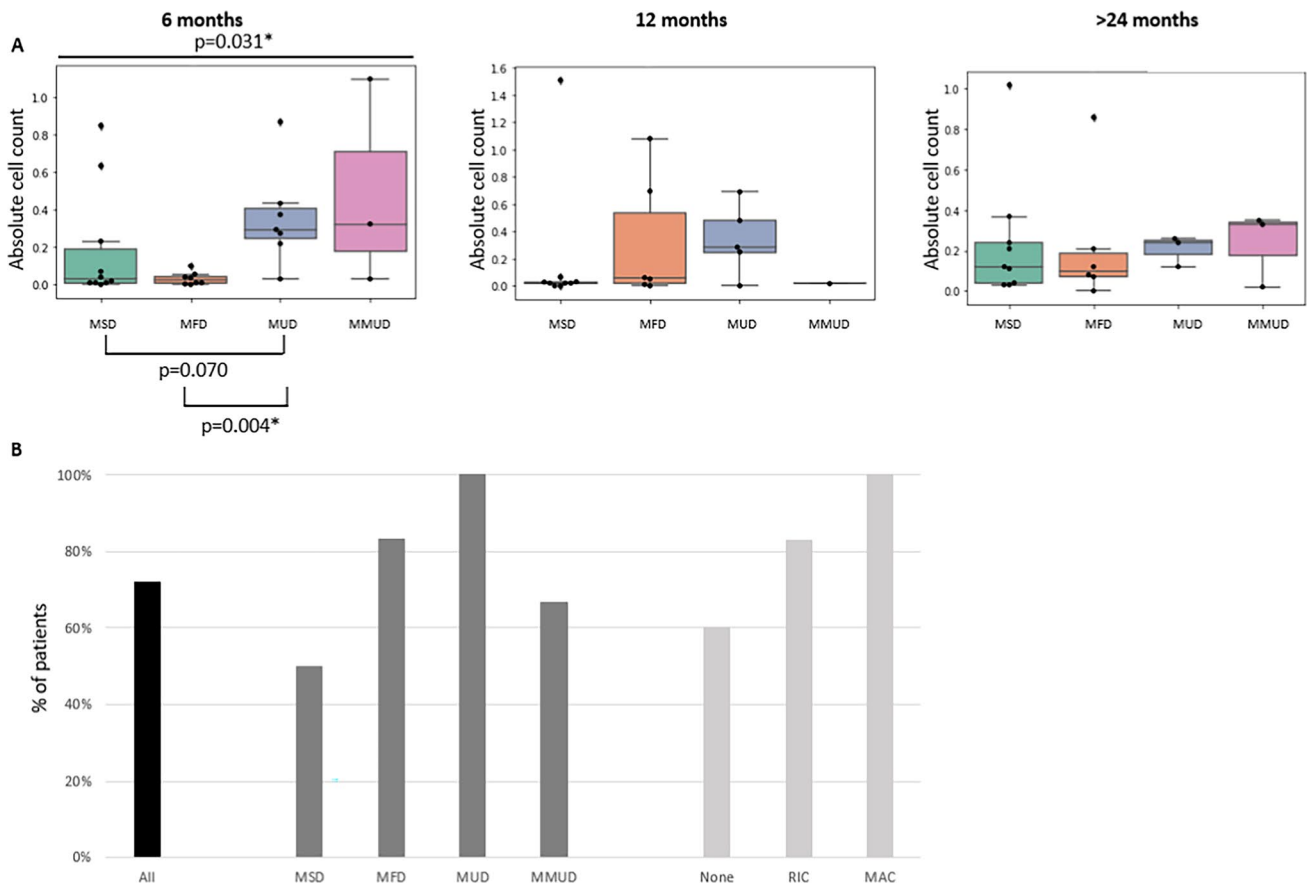 6 months
12 months
>24 months
A
p=0.031*
Absolute cell count
1.0
0.8
0.6
0.4
0.2
0.0
MSD MFD MUD MMUD
p=0.070
p=0.004*
Absolute cell count
1.6
1.4
1.2
1.0
0.8
0.6
0.4
0.2
0.0
MSD MFD MUD MMUD
Absolute cell count
1.0
0.8
0.6
0.4
0.2
0.0
MSD MFD MUD MMUD
B
% of patients
100%
80%
60%
40%
20%
0%
All MSD MFD MUD MMUD None RIC MAC